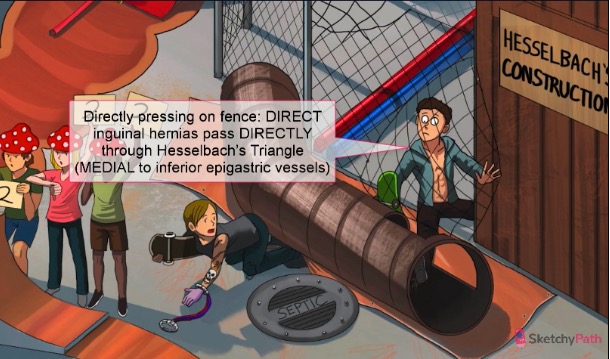 HESSELBACH'S
CONSTRUCTION
Directly pressing on fence: DIRECT
inguinal hernias pass DIRECTLY
through Hesselbach's Triangle
(MEDIAL to inferior epigastric vessels)
2
SEPTIC
SketchyPath